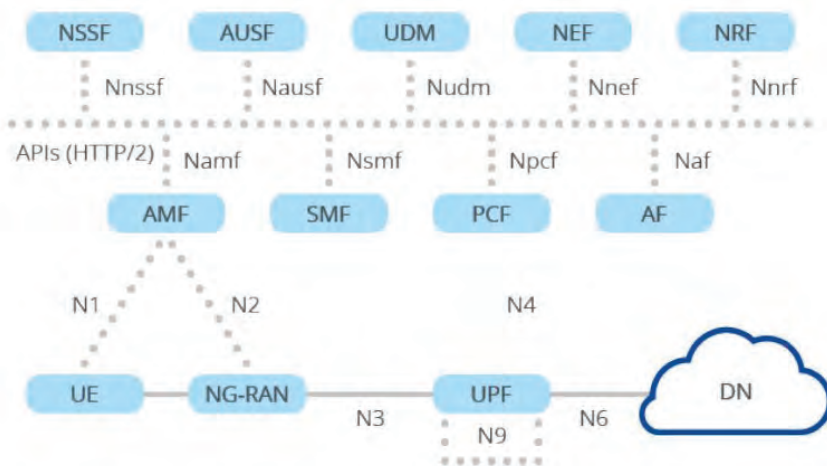 NSSF AUSF UDM NEF NRF
Nnssf Nausf Nudm Nnef Nnrf
APIs (HTTP/2) Namf Nsmf Npcf Naf
AMF SMF PCF AF
N1 N2 N4
UE NG-RAN UPF DN
N3 N9 N6